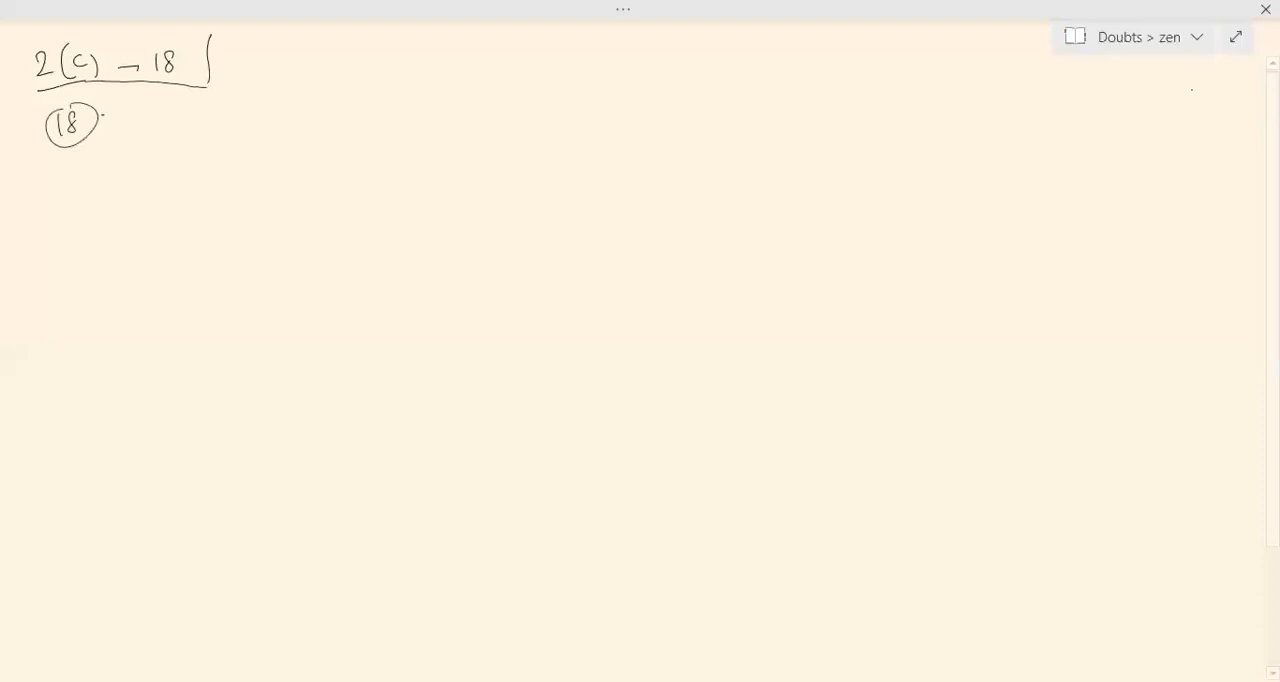 Doubts > zen
2(c) → 18
18